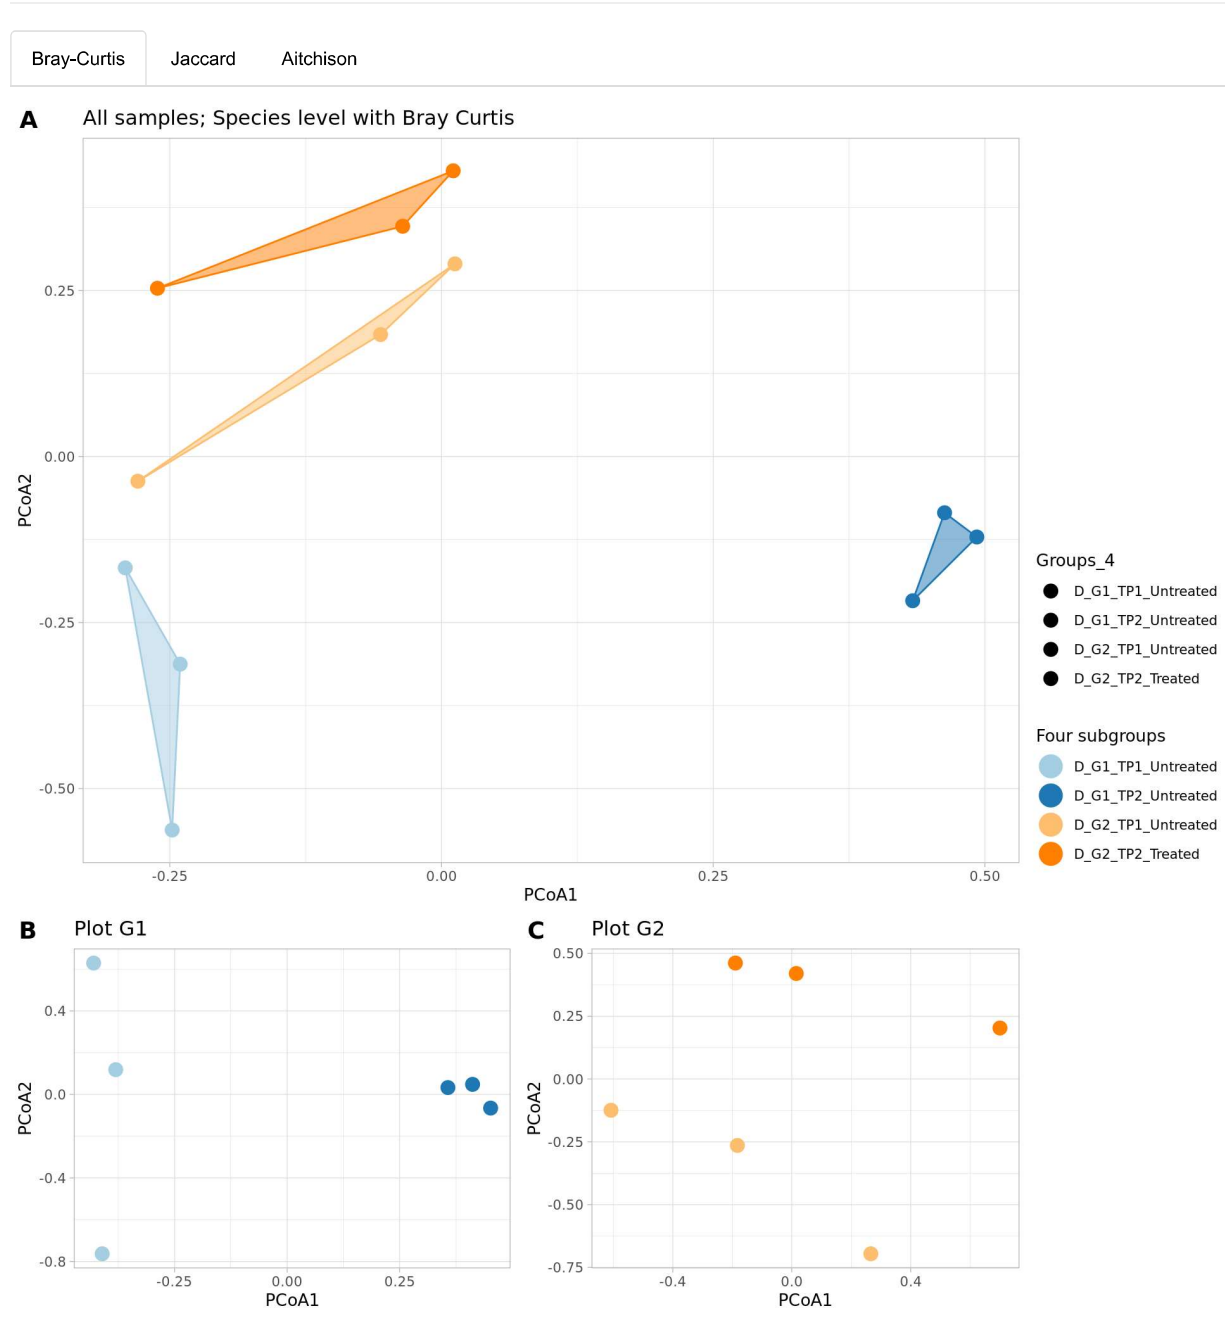 Bray-Curtis Jaccard Aitchison
A All samples; Species level with Bray Curtis
0.25
0.00
-0.25
-0.50
PCoA2
-0.25 0.00 0.25 0.50
PCoA1
Groups_4
D_G1_TP1_Untreated
D_G1_TP2_Untreated
D_G2_TP1_Untreated
D_G2_TP2_Treated
Four subgroups
D_G1_TP1_Untreated
D_G1_TP2_Untreated
D_G2_TP1_Untreated
D_G2_TP2_Treated
B Plot G1
0.4
0.0
-0.4
-0.8
PCoA2
-0.25 0.00 0.25
PCoA1
C Plot G2
0.50
0.25
0.00
-0.25
-0.50
-0.75
PCoA2
-0.4 0.0 0.4
PCoA1